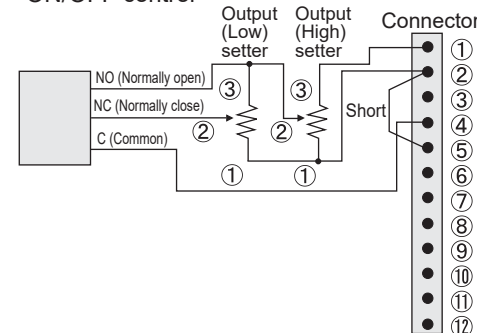 ON/OFF control
Output (Low) setter
Output (High) setter
Connector
NO (Normally open)
NC (Normally close)
C (Common)
③
③
②
②
①
①
Short
①
②
③
④
⑤
⑥
⑦
⑧
⑨
⑩
⑪
⑫